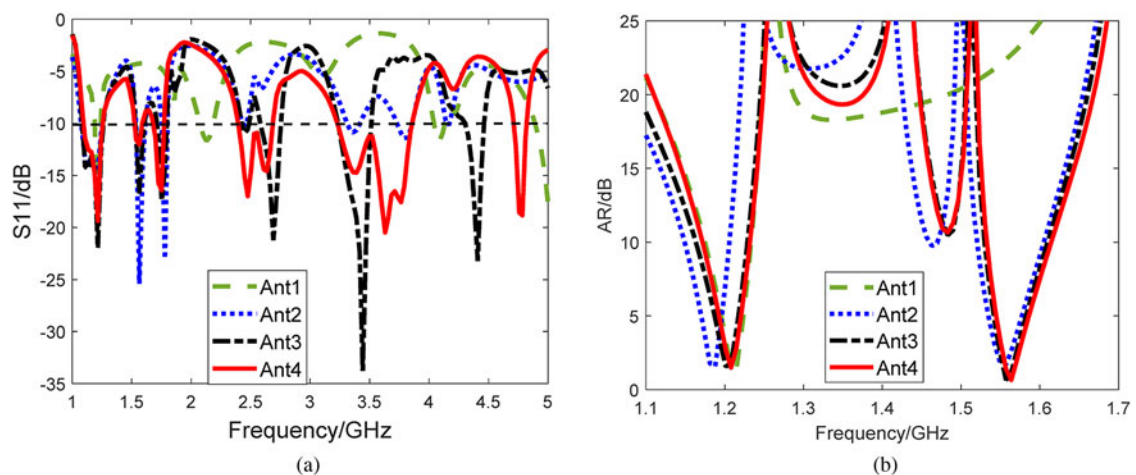 0
-5
-10
-15
-20
-25
-30
-35
S11/dB
Ant1
Ant2
Ant3
Ant4
1 1.5 2 2.5 3 3.5 4 4.5 5
Frequency/GHz
(a)
25
20
15
10
5
0
AR/dB
Ant1
Ant2
Ant3
Ant4
1.1 1.2 1.3 1.4 1.5 1.6 1.7
Frequency/GHz
(b)